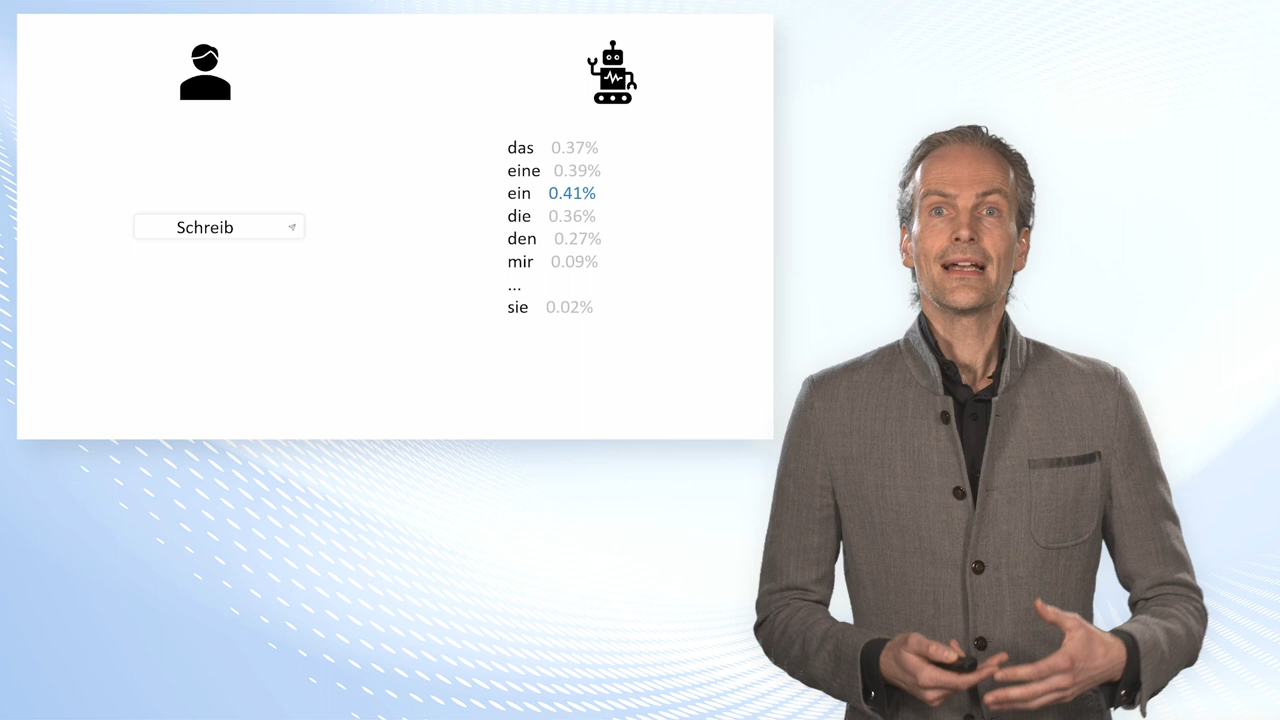 das 0.37%
eine 0.39%
ein 0.41%
die 0.36%
Schreib
den 0.27%
mir 0.09%
...
sie 0.02%